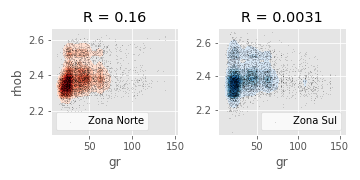 R = 0.16
R = 0.0031
rhob
2.6
2.4
2.2
50
100
150
gr
Zona Norte
2.6
2.4
2.2
50
100
150
gr
Zona Sul